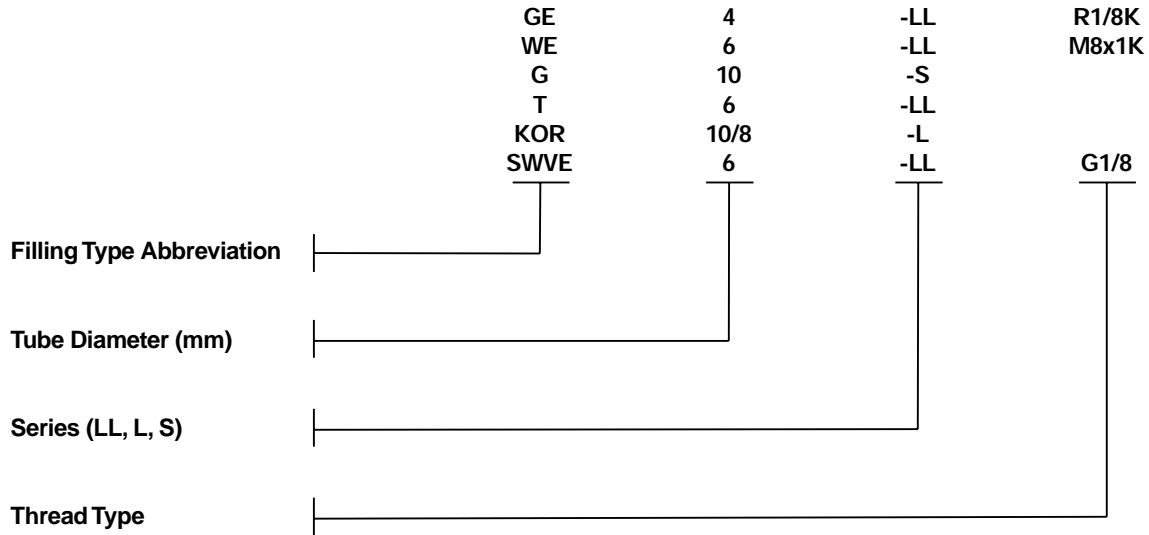 GE 4 -LL R1/8K
WE 6 -LL M8x1K
G 10 -S
T 6 -LL
KOR 10/8 -L
SWVE 6 -LL G1/8
Filling Type Abbreviation
Tube Diameter (mm)
Series (LL, L, S)
Thread Type